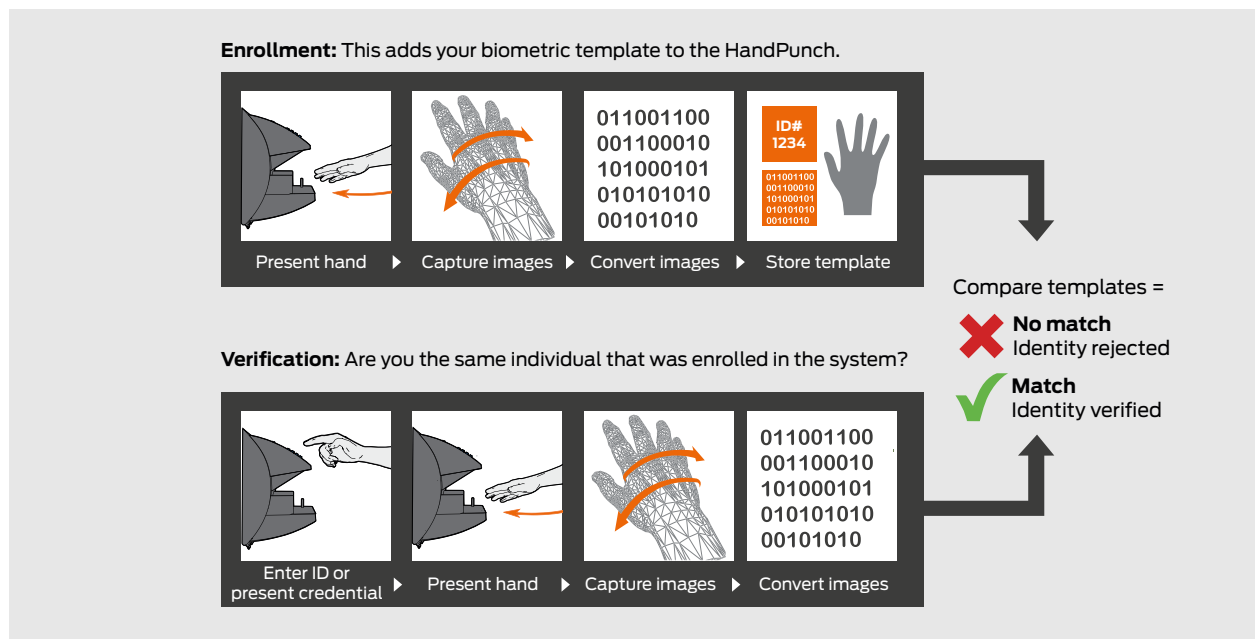 Enrollment: This adds your biometric template to the HandPunch.
011001100
001100010
101000101
010101010
00101010
ID#
1234
011001100
001100010
101000101
010101010
00101010
Present hand
Capture images
Convert images
Store template
Compare templates =
No match
Identity rejected
Match
Identity verified
Verification: Are you the same individual that was enrolled in the system?
011001100
001100010
101000101
010101010
00101010
Enter ID or
present credential
Present hand
Capture images
Convert images